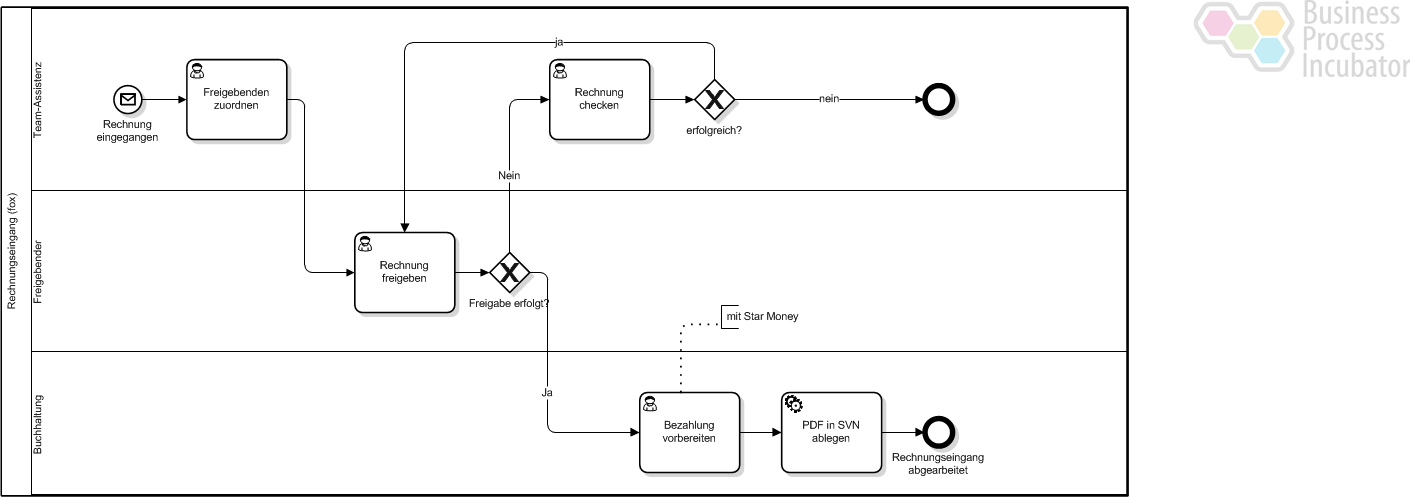 Business
Process
Incubator
Rechnungseingang (fox)
Team-Assistenz
Rechnung
eingegangen
Freigebenden
zuordnen
ja
Rechnung
checken
erfolgreich?
nein
Nein
Freigebender
Rechnung
freigeben
Freigabe erfolgt?
mit Star Money
Ja
Buchhaltung
Bezahlung
vorbereiten
PDF in SVN
ablegen
Rechnungseingang
abgearbeitet